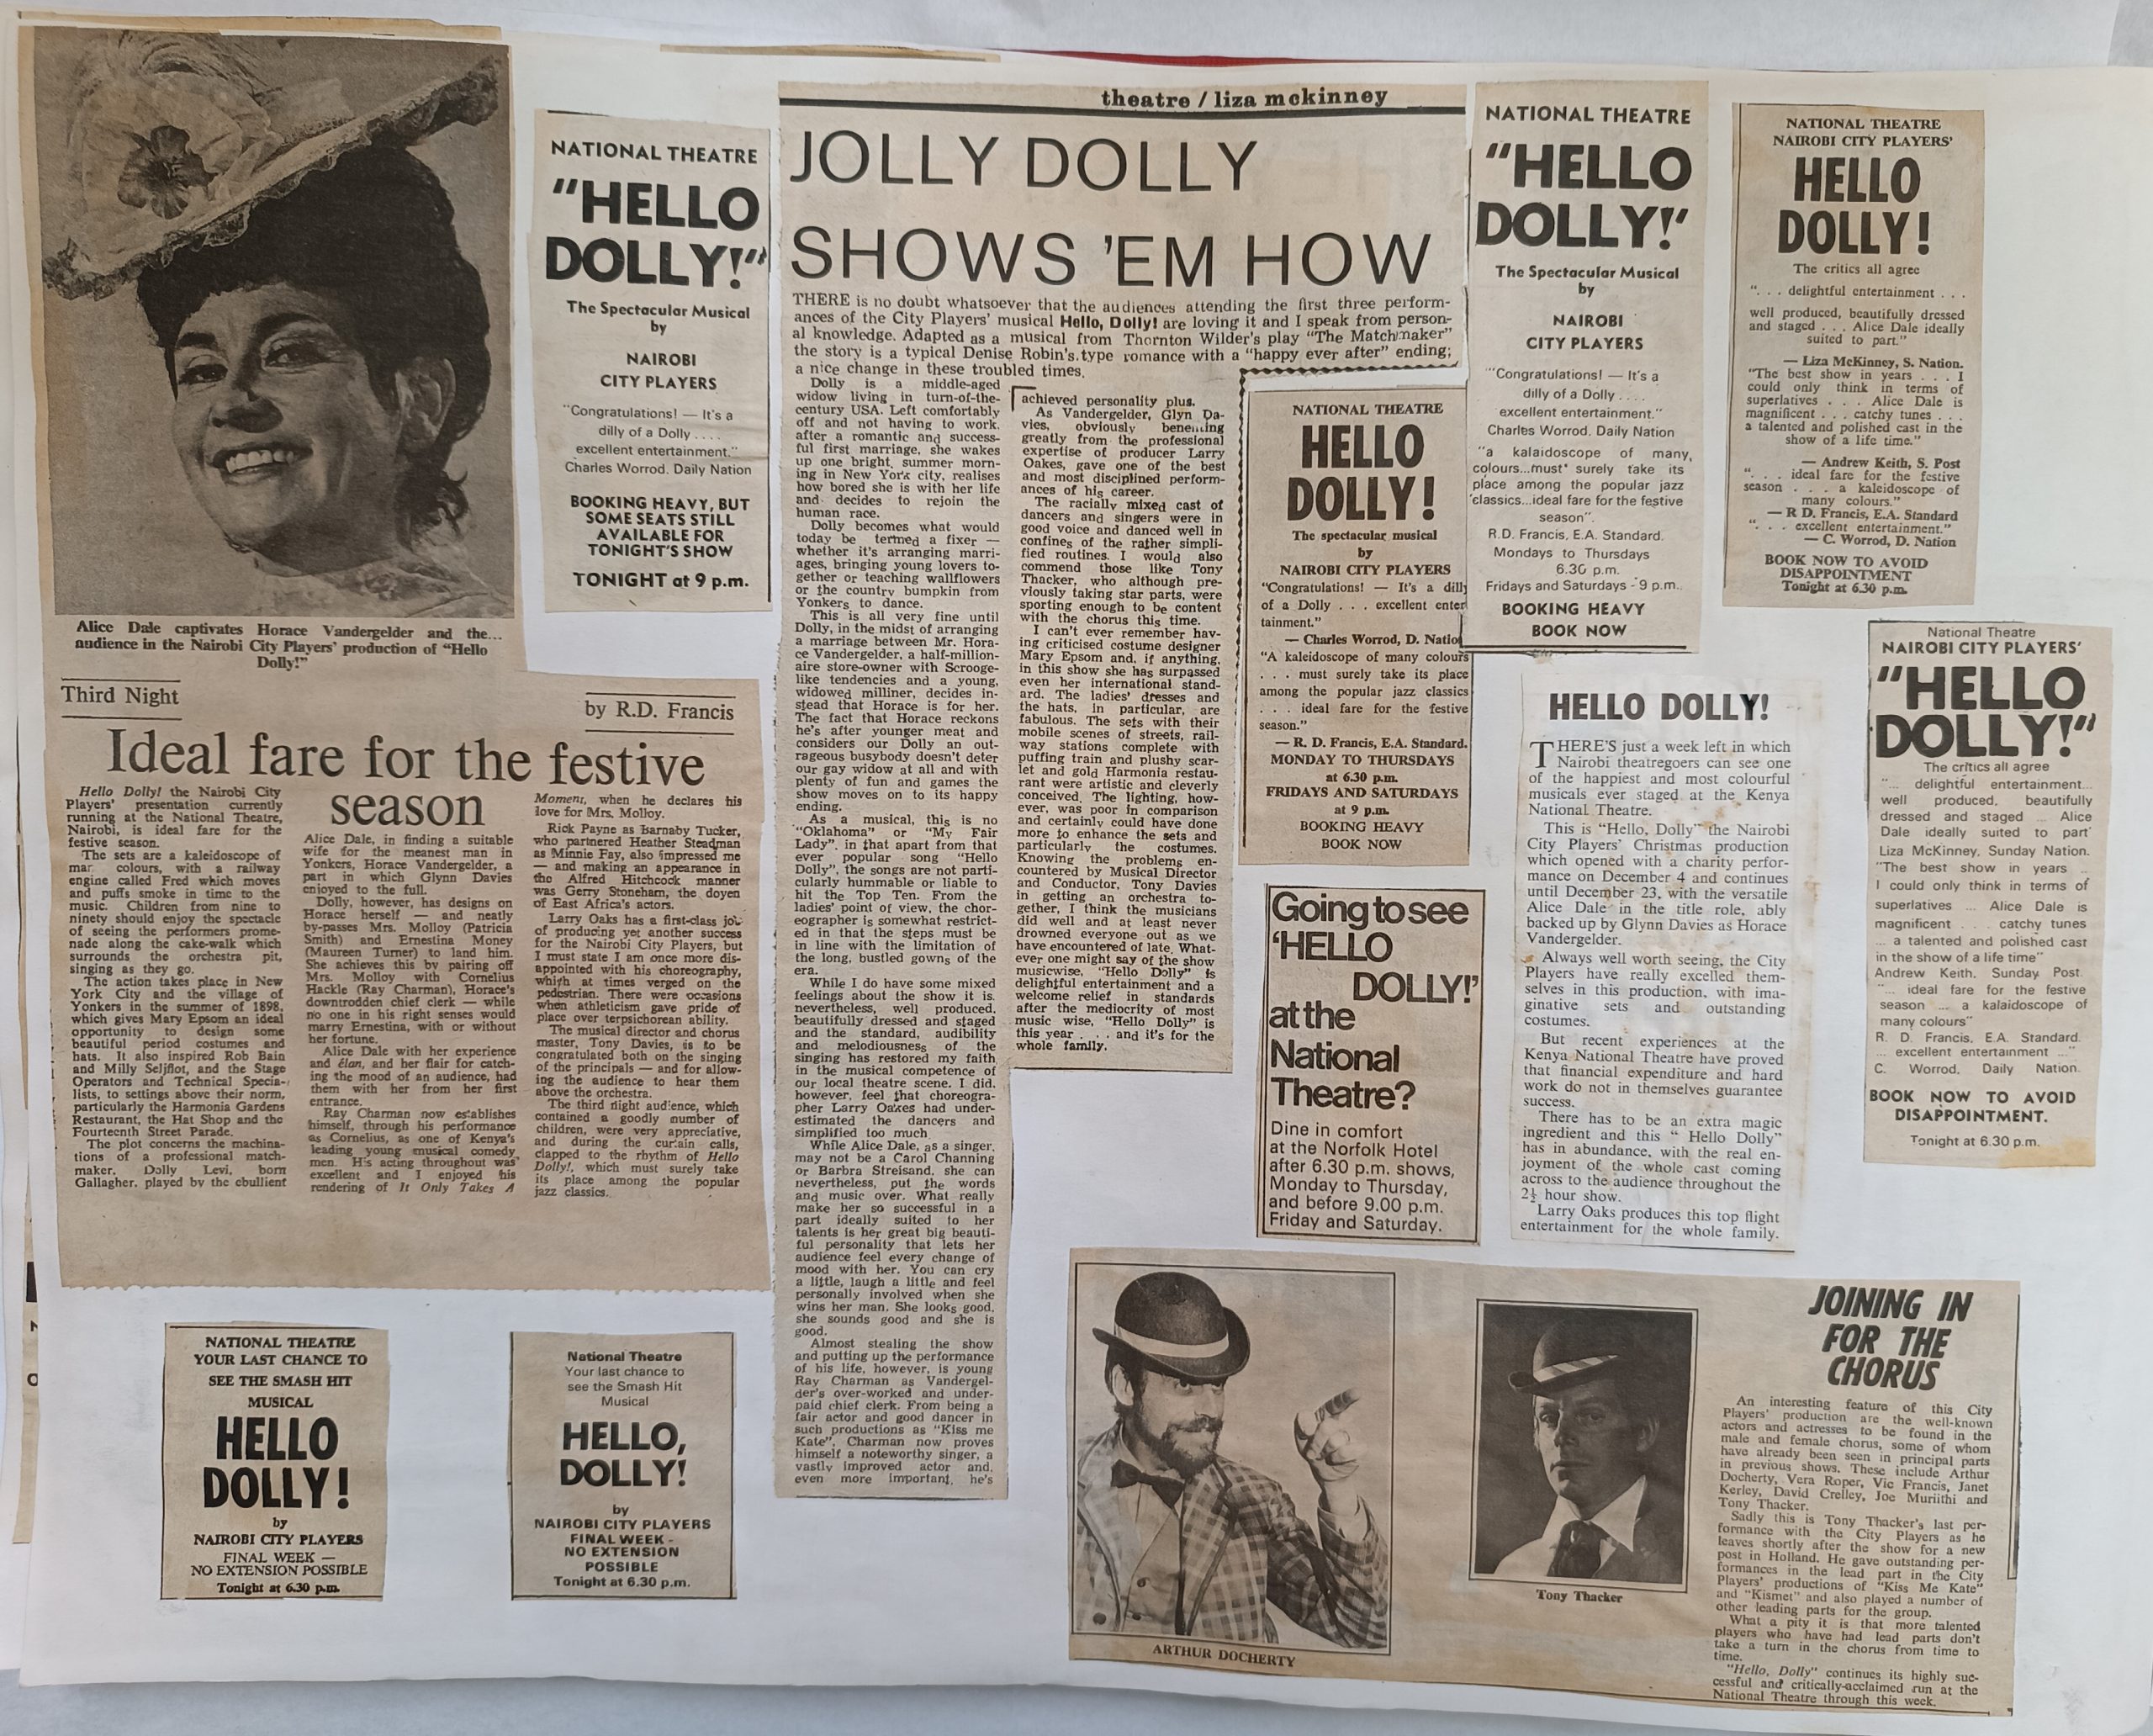 Alice Dale captivates Horace Vandergelder and the...
audience in the Nairobi City Players' production of "Hello
Dolly!"
Third Night
by R.D. Francis
Ideal fare for the festive
season
Hello Dolly! the Nairobi City
Players' presentation currently
running at the National Theatre,
Nairobi, is ideal fare for the
festive season.
The sets are a kaleidoscope of
colours, with a railway
engine called Fred which moves
and puffs smoke in time to the
music. Children from nine to
ninety should enjoy the spectacle
of seeing the performers prome-
nade along the cake-walk which
surrounds the orchestra pit,
singing as they go.
The action takes place in New
York City and the village of
Yonkers in the summer of 1898,
which gives Mary Epsom an ideal
opportunity to design some
beautiful period costumes and
hats. It also inspired Rob Bain
and Milly Seljflot, and the Stage
Operators and Technical Specia-
lists, to settings above their norm,
particularly the Harmonia Gardens
Restaurant, the Hat Shop and the
Fourteenth Street Parade.
The plot concerns the machina-
tions of a professional match-
maker, Dolly Levi, born
Gallagher, played by the ebullient
Alice Dale, in finding a suitable
wife for the meanest man in
Yonkers, Horace Vandergelder, a
part in which Glynn Davies
enjoyed to the full.
Dolly, however, has designs on
Horace herself — and neatly
by-passes Mrs. Molloy (Patricia
Smith) and Ernestina Money
(Maureen Turner) to land him.
She achieves this by pairing off
Mrs. Molloy with Cornelius
Hackle (Ray Charman), Horace's
downtrodden chief clerk — while
no one in his right senses would
marry Ernestina, with or without
her fortune.
Alice Dale with her experience
and élan, and her flair for catch-
ing the mood of an audience, had
them with her from her first
entrance.
Ray Charman now establishes
himself, through his performance
as Cornelius, as one of Kenya's
leading young musical comedy
men. His acting throughout was
excellent and I enjoyed his
rendering of It Only Takes A
Moment, when he declares his
love for Mrs. Molloy.
Rick Payne as Barnaby Tucker,
who partnered Heather Steadman
as Minnie Fay, also impressed me
— and making an appearance in
the Alfred Hitchcock manner
was Gerry Stoneham, the doyen
of East Africa's actors.
Larry Oaks has a first-class job
of producing yet another success
for the Nairobi City Players, but
I must state I am once more dis-
appointed with his choreography,
which at times verged on the
pedestrian. There were occasions
when athleticism gave pride of
place over terpsichorean ability.
The musical director and chorus
master, Tony Davies, is to be
congratulated both on the singing
of the principals — and for allow-
ing the audience to hear them
above the orchestra.
The third night audience, which
contained a goodly number of
children, were very appreciative,
and during the curtain calls,
clapped to the rhythm of Hello
Dolly!, which must surely take
its place among the popular
jazz classics.
NATIONAL THEATRE
"HELLO
DOLLY!"
The Spectacular Musical
by
NAIROBI
CITY PLAYERS
"Congratulations! — It's a
dilly of a Dolly ....
excellent entertainment."
Charles Worrod. Daily Nation
BOOKING HEAVY, BUT
SOME SEATS STILL
AVAILABLE FOR
TONIGHT'S SHOW
TONIGHT at 9 p.m.
theatre / liza mckinney
JOLLY DOLLY
SHOWS 'EM HOW
THERE is no doubt whatsoever that the audiences attending the first three perform-
ances of the City Players' musical Hello, Dolly! are loving it and I speak from person-
al knowledge. Adapted as a musical from Thornton Wilder's play "The Matchmaker"
the story is a typical Denise Robin's type romance with a "happy ever after" ending;
a nice change in these troubled times.
Dolly is a middle-aged
widow living in turn-of-the-
century USA. Left comfortably
off and not having to work,
after a romantic and success-
ful first marriage, she wakes
up one bright, summer morn-
ing in New York city, realises
how bored she is with her life
and decides to rejoin the
human race.
Dolly becomes what would
today be termed a fixer —
whether it's arranging marri-
ages, bringing young lovers to-
gether or teaching wallflowers
or the country bumpkin from
Yonkers to dance.
This is all very fine until
Dolly, in the midst of arranging
a marriage between Mr. Hora-
ce Vandergelder, a half-million-
aire store-owner with Scrooge-
like tendencies and a young,
widowed milliner, decides in-
stead that Horace is for her.
The fact that Horace reckons
he's after younger meat and
considers our Dolly an out-
rageous busybody doesn't deter
our gay widow at all and with
plenty of fun and games the
show moves on to its happy
ending.
As a musical, this is no
"Oklahoma" or "My Fair
Lady", in that apart from that
ever popular song "Hello
Dolly", the songs are not parti-
cularly hummable or liable to
hit the Top Ten. From the
ladies' point of view, the chor-
eographer is somewhat restrict-
ed in that the steps must be
in line with the limitation of
the long, bustled gowns of the
era.
While I do have some mixed
feelings about the show it is,
nevertheless, well produced,
beautifully dressed and staged
and the standard, audibility
and melodiousness of the
singing has restored my faith
in the musical competence of
our local theatre scene. I did,
however, feel that choreogra-
pher Larry Oakes had under-
estimated the dancers and
simplified too much
While Alice Dale, as a singer,
may not be a Carol Channing
or Barbra Streisand, she can
nevertheless, put the words
and music over. What really
make her so successful in a
part ideally suited to her
talents is her great big beauti-
ful personality that lets her
audience feel every change of
mood with her. You can cry
a little, laugh a little and feel
personally involved when she
wins her man. She looks good,
she sounds good and she is
good.
Almost stealing the show
and putting up the performance
of his life, however, is young
Ray Charman as Vandergel-
der's over-worked and under-
paid chief clerk. From being a
fair actor and good dancer in
such productions as "Kiss me
Kate", Charman now proves
himself a noteworthy singer, a
vastly improved actor and,
even more important, he's
achieved personality plus.
As Vandergelder, Glyn Da-
vies, obviously benefiting
greatly from the professional
expertise of producer Larry
Oakes, gave one of the best
and most disciplined perform-
ances of his career.
The racially mixed cast of
dancers and singers were in
good voice and danced well in
confines of the rather simpli-
fied routines. I would also
commend those like Tony
Thacker, who although pre-
viously taking star parts, were
sporting enough to be content
with the chorus this time.
I can't ever remember hav-
ing criticised costume designer
Mary Epsom and, if anything,
in this show she has surpassed
even her international stand-
ard. The ladies' dresses and
the hats, in particular, are
fabulous. The sets with their
mobile scenes of streets, rail-
way stations complete with
puffing train and plushy scar-
let and gold Harmonia restau-
rant were artistic and cleverly
conceived. The lighting, how-
ever, was poor in comparison
and certainly could have done
more to enhance the sets and
particularly the costumes.
Knowing the problems en-
countered by Musical Director
and Conductor, Tony Davies
in getting an orchestra to-
gether, I think the musicians
did well and at least never
drowned everyone out as we
have encountered of late. What-
ever one might say of the show
musicwise, "Hello Dolly" is
delightful entertainment and a
welcome relief in standards
after the mediocrity of most
music wise, "Hello Dolly" is
this year . . . and it's for the
whole family.
NATIONAL THEATRE
HELLO
DOLLY!
The spectacular musical
by
NAIROBI CITY PLAYERS
"Congratulations! — It's a dilly
of a Dolly . . . excellent enter
tainment."
— Charles Worrod, D. Natio
"A kaleidoscope of many colours
. . . must surely take its place
among the popular jazz classics
. . . ideal fare for the festive
season."
— R. D. Francis, E.A. Standard.
MONDAY TO THURSDAYS
at 6.30 p.m.
FRIDAYS AND SATURDAYS
at 9 p.m.
BOOKING HEAVY
BOOK NOW
NATIONAL THEATRE
"HELLO
DOLLY!"
The Spectacular Musical
by
NAIROBI
CITY PLAYERS
"Congratulations! — It's a
dilly of a Dolly ....
excellent entertainment."
Charles Worrod. Daily Nation
"a kalaidoscope of many,
colours...must surely take its
place among the popular jazz
classics...ideal fare for the festive
season".
R.D. Francis, E.A. Standard.
Mondays to Thursdays
6.30 p.m.
Fridays and Saturdays - 9 p.m.
BOOKING HEAVY
BOOK NOW
NATIONAL THEATRE
NAIROBI CITY PLAYERS'
HELLO
DOLLY!
The critics all agree
". . . delightful entertainment . . .
well produced, beautifully dressed
and staged . . . Alice Dale ideally
suited to part."
— Liza McKinney, S. Nation.
"The best show in years . . . I
could only think in terms of
superlatives . . . Alice Dale is
magnificent . . . catchy tunes . . .
a talented and polished cast in the
show of a life time."
— Andrew Keith, S. Post
". . . ideal fare for the festive
season . . . a kaleidoscope of
many colours."
— R D. Francis, E.A. Standard
". . . excellent entertainment."
— C. Worrod, D. Nation
BOOK NOW TO AVOID
DISAPPOINTMENT
Tonight at 6.30 p.m.
Going to see
'HELLO
DOLLY!'
at the
National
Theatre?
Dine in comfort
at the Norfolk Hotel
after 6.30 p.m. shows,
Monday to Thursday,
and before 9.00 p.m.
Friday and Saturday.
HELLO DOLLY!
THERE'S just a week left in which
Nairobi theatregoers can see one
of the happiest and most colourful
musicals ever staged at the Kenya
National Theatre.
This is "Hello, Dolly" the Nairobi
City Players' Christmas production
which opened with a charity perfor-
mance on December 4 and continues
until December 23, with the versatile
Alice Dale in the title role, ably
backed up by Glynn Davies as Horace
Vandergelder.
Always well worth seeing, the City
Players have really excelled them-
selves in this production, with ima-
ginative sets and outstanding
costumes.
But recent experiences at the
Kenya National Theatre have proved
that financial expenditure and hard
work do not in themselves guarantee
success.
There has to be an extra magic
ingredient and this " Hello Dolly"
has in abundance, with the real en-
joyment of the whole cast coming
across to the audience throughout the
2½ hour show.
Larry Oaks produces this top flight
entertainment for the whole family.
National Theatre
NAIROBI CITY PLAYERS'
"HELLO
DOLLY!"
The critics all agree
"... delightful entertainment...
well produced, beautifully
dressed and staged ... Alice
Dale ideally suited to part'
Liza McKinney, Sunday Nation.
"The best show in years ..
I could only think in terms of
superlatives ... Alice Dale is
magnificent . . . catchy tunes
... a talented and polished cast
in the show of a life time"
Andrew Keith, Sunday Post.
"... ideal fare for the festive
season ... a kalaidoscope of
many colours"
R. D. Francis, E.A. Standard.
... excellent entertainment ..."
C. Worrod, Daily Nation.
BOOK NOW TO AVOID
DISAPPOINTMENT.
Tonight at 6.30 p.m.
NATIONAL THEATRE
YOUR LAST CHANCE TO
SEE THE SMASH HIT
MUSICAL
HELLO
DOLLY!
by
NAIROBI CITY PLAYERS
FINAL WEEK —
NO EXTENSION POSSIBLE
Tonight at 6.30 p.m.
National Theatre
Your last chance to
see the Smash Hit
Musical
HELLO,
DOLLY!
by
NAIROBI CITY PLAYERS
FINAL WEEK -
NO EXTENSION
POSSIBLE
Tonight at 6.30 p.m.
ARTHUR DOCHERTY
Tony Thacker
JOINING IN
FOR THE
CHORUS
An interesting feature of this City
Players' production are the well-known
actors and actresses to be found in the
male and female chorus, some of whom
have already been seen in principal parts
in previous shows. These include Arthur
Docherty, Vera Roper, Vic Francis, Janet
Kerley, David Crelley, Joe Muriithi and
Tony Thacker.
Sadly this is Tony Thacker's last per-
formance with the City Players as he
leaves shortly after the show for a new
post in Holland. He gave outstanding per-
formances in the lead part in the City
Players' productions of "Kiss Me Kate"
and "Kismet" and also played a number of
other leading parts for the group.
What a pity it is that more talented
players who have had lead parts don't
take a turn in the chorus from time to
time.
"Hello, Dolly" continues its highly suc-
cessful and critically-acclaimed run at the
National Theatre through this week.